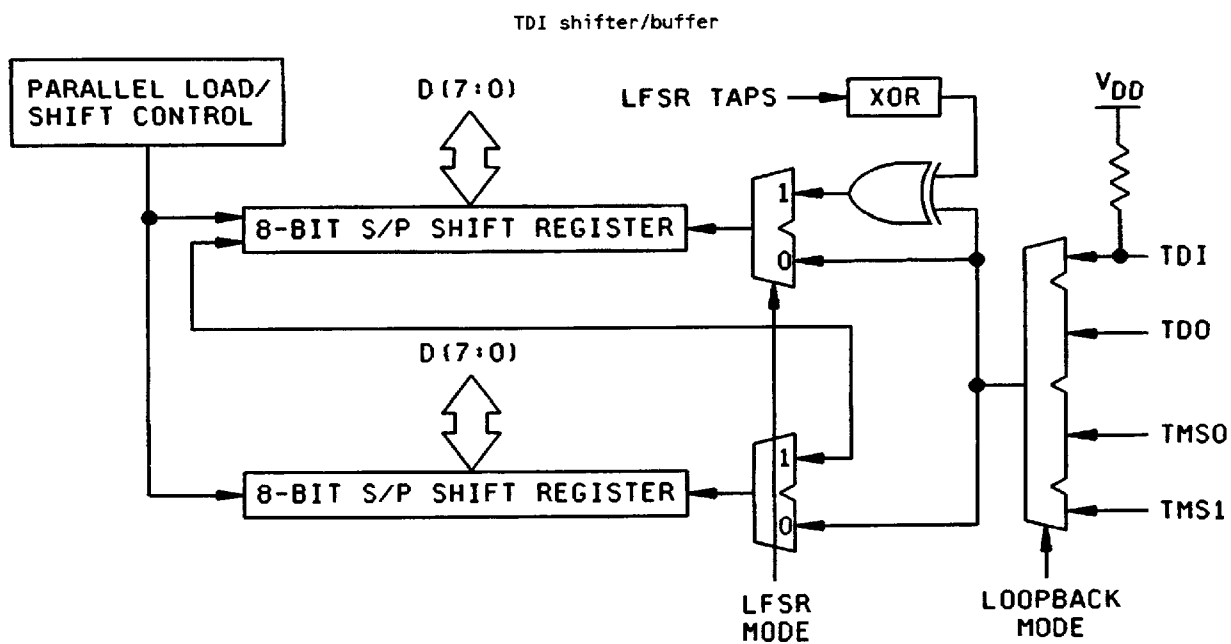 TDI shifter/buffer
PARALLEL LOAD/
SHIFT CONTROL
D(7:0)
LFSR TAPS
XOR
VDD
1
8-BIT S/P SHIFT REGISTER
0
TDI
TDO
D(7:0)
TMS0
1
8-BIT S/P SHIFT REGISTER
0
TMS1
LFSR
MODE
LOOPBACK
MODE